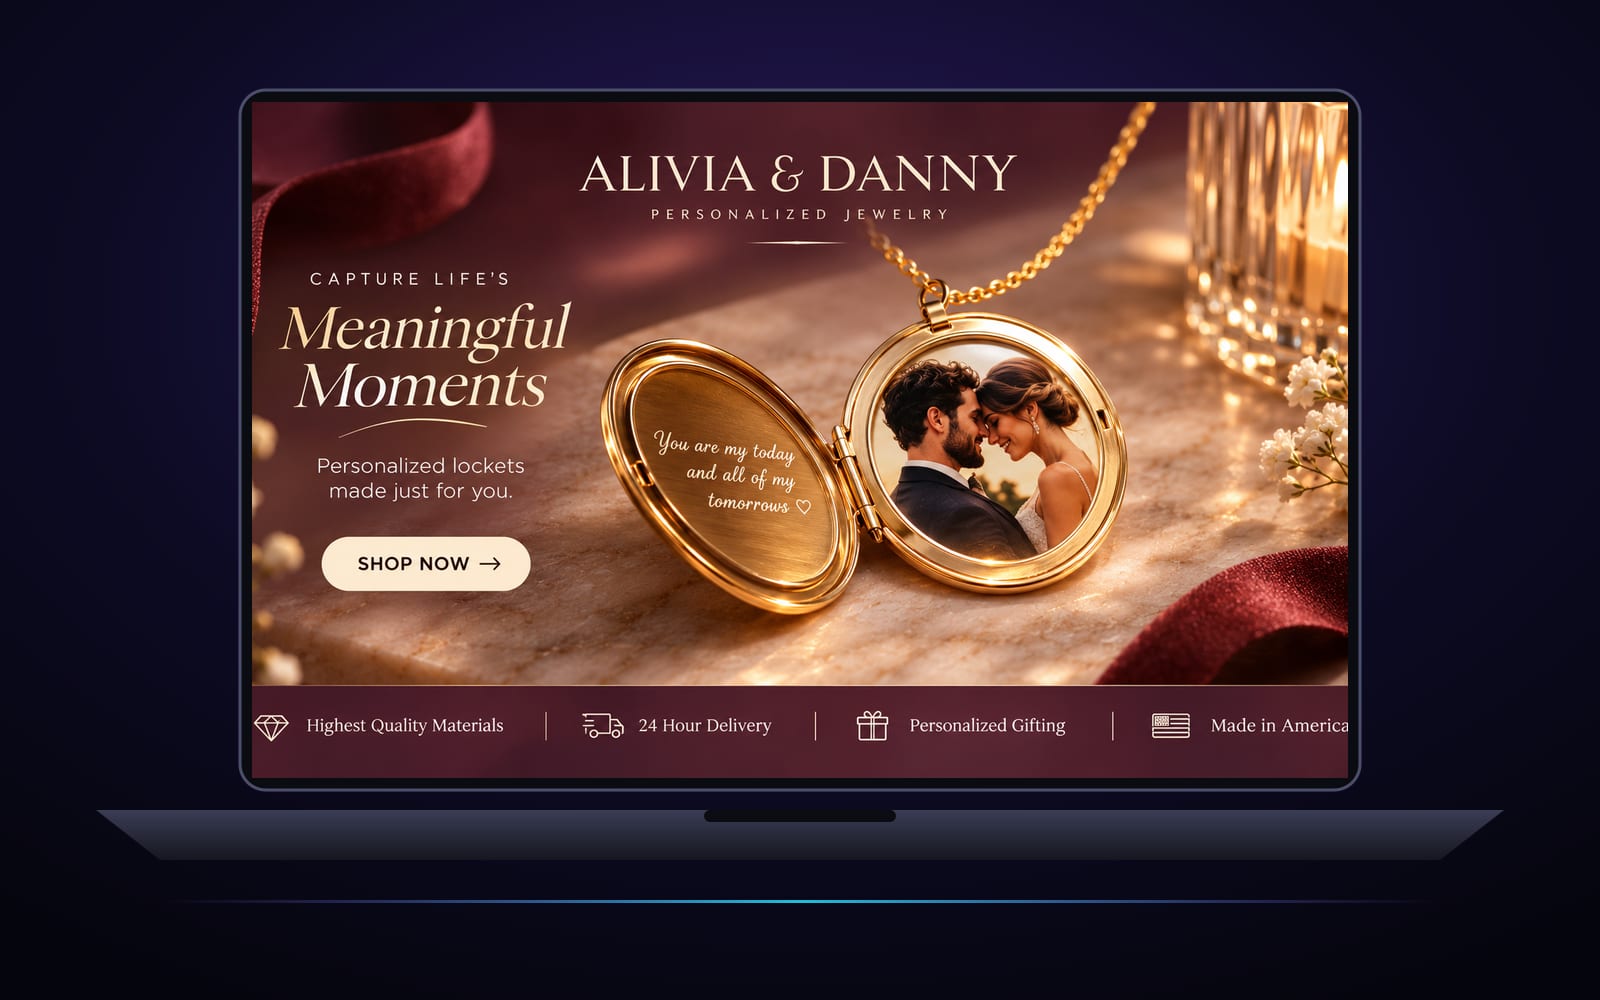 ALIVIA & DANNY
PERSONALIZED JEWELRY
CAPTURE LIFE'S
Meaningful
Moments
Personalized lockets
made just for you.
SHOP NOW →
You are my today
and all of my
tomorrows ♡
Highest Quality Materials
24 Hour Delivery
Personalized Gifting
Made in America